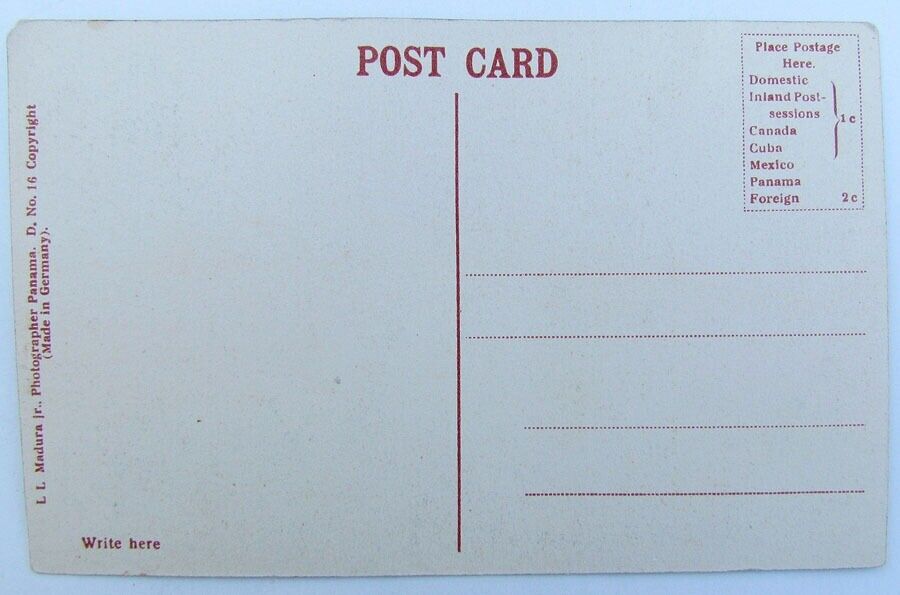 POST CARD
Place Postage
Here.
Domestic
Inland Post-
sessions
Canada
Cuba
Mexico
Panama
1 c
Foreign 2 c
L L Madura jr., Photographer Panama. D. No. 16 Copyright
(Made in Germany).
Write here